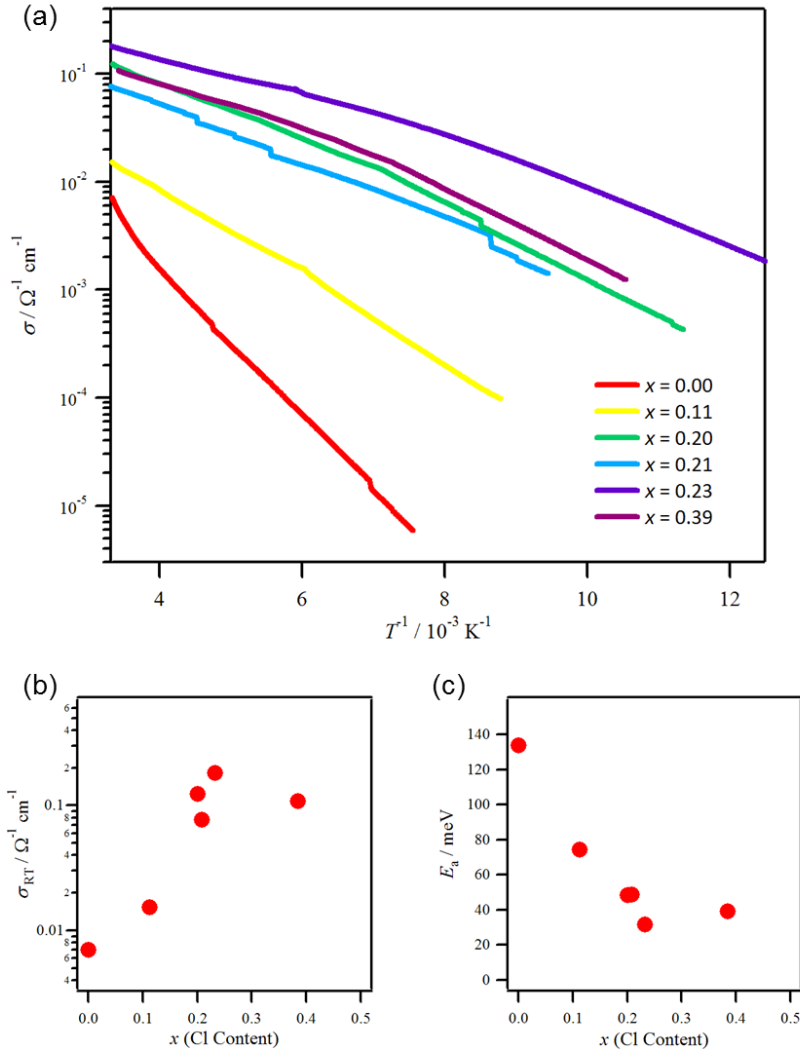 (a)
10⁻¹
10⁻²
10⁻³
10⁻⁴
10⁻⁵
σ / Ω⁻¹ cm⁻¹
x = 0.00
x = 0.11
x = 0.20
x = 0.21
x = 0.23
x = 0.39
4 6 8 10 12
T⁻¹ / 10⁻³ K⁻¹
(b)
6
4
2
0.1
8
6
4
2
0.01
8
6
4
σRT / Ω⁻¹ cm⁻¹
0.0 0.1 0.2 0.3 0.4 0.5
x (Cl Content)
(c)
140
120
100
80
60
40
20
0
Ea / meV
0.0 0.1 0.2 0.3 0.4 0.5
x (Cl Content)